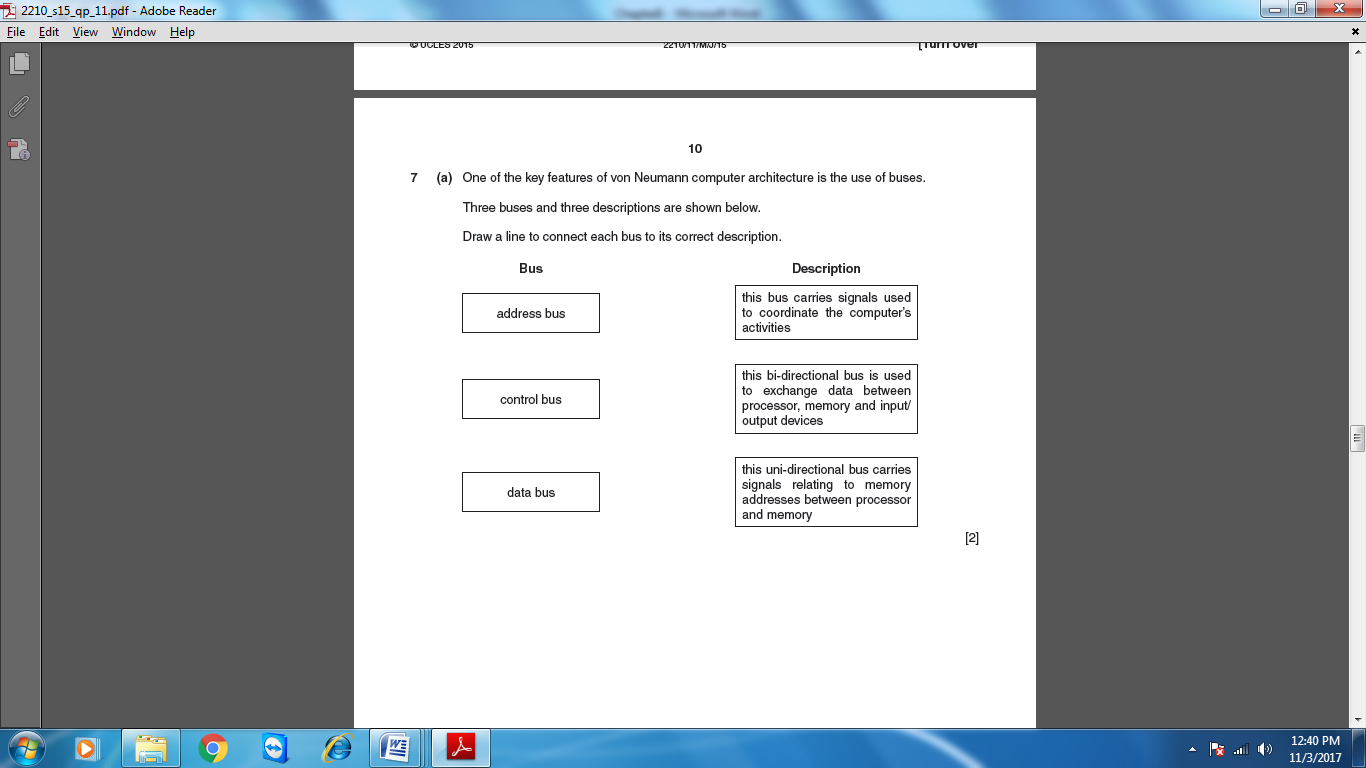 2210_s15_qp_11.pdf - Adobe Reader
File Edit View Window Help
© UCLES 2015 2210/11/M/J/15 [Turn over
10
7 (a) One of the key features of von Neumann computer architecture is the use of buses.
Three buses and three descriptions are shown below.
Draw a line to connect each bus to its correct description.
Bus Description
address bus
this bus carries signals used
to coordinate the computer's
activities
control bus
this bi-directional bus is used
to exchange data between
processor, memory and input/
output devices
data bus
this uni-directional bus carries
signals relating to memory
addresses between processor
and memory
[2]
12:40 PM
11/3/2017